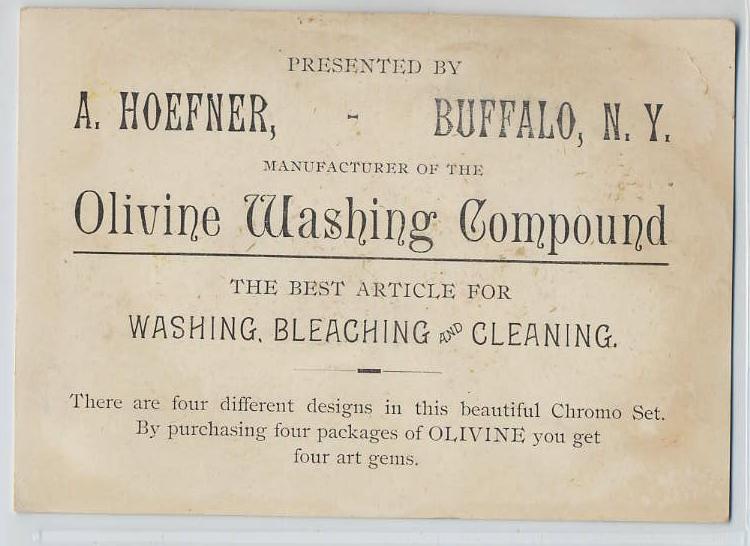 PRESENTED BY
A. HOEFNER, - BUFFALO, N. Y.
MANUFACTURER OF THE
Olivine Washing Compound
THE BEST ARTICLE FOR
WASHING, BLEACHING AND CLEANING.
There are four different designs in this beautiful Chromo Set.
By purchasing four packages of OLIVINE you get
four art gems.